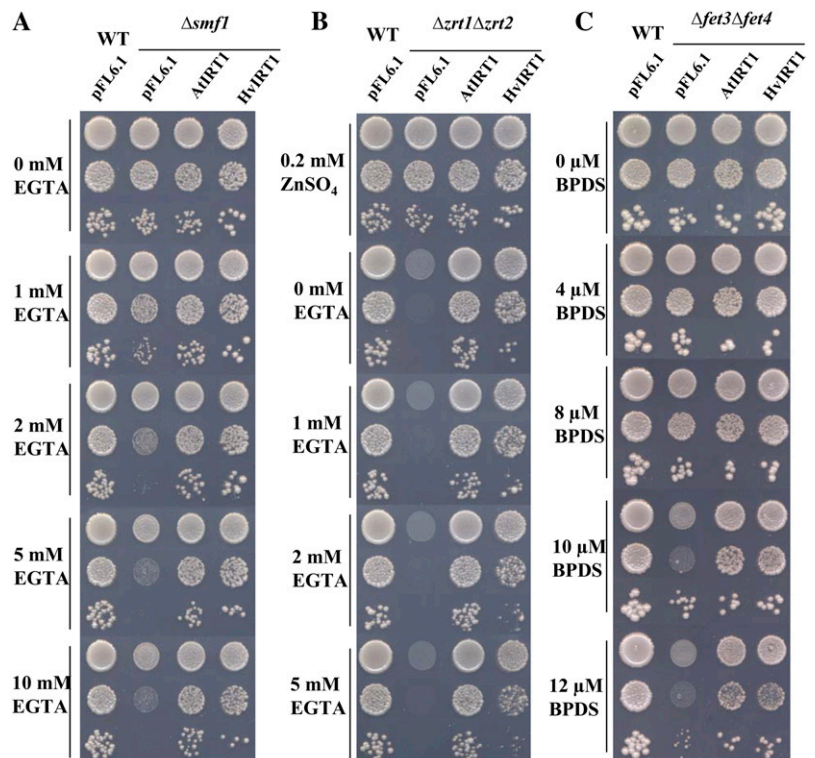 A
WT
Δsmf1
pFL6.1
pFL6.1
AtIRT1
HvIRT1
0 mM
EGTA
1 mM
EGTA
2 mM
EGTA
5 mM
EGTA
10 mM
EGTA
B
WT
Δzrt1Δzrt2
pFL6.1
pFL6.1
AtIRT1
HvIRT1
0.2 mM
ZnSO4
0 mM
EGTA
1 mM
EGTA
2 mM
EGTA
5 mM
EGTA
C
WT
Δfet3Δfet4
pFL6.1
pFL6.1
AtIRT1
HvIRT1
0 µM
BPDS
4 µM
BPDS
8 µM
BPDS
10 µM
BPDS
12 µM
BPDS